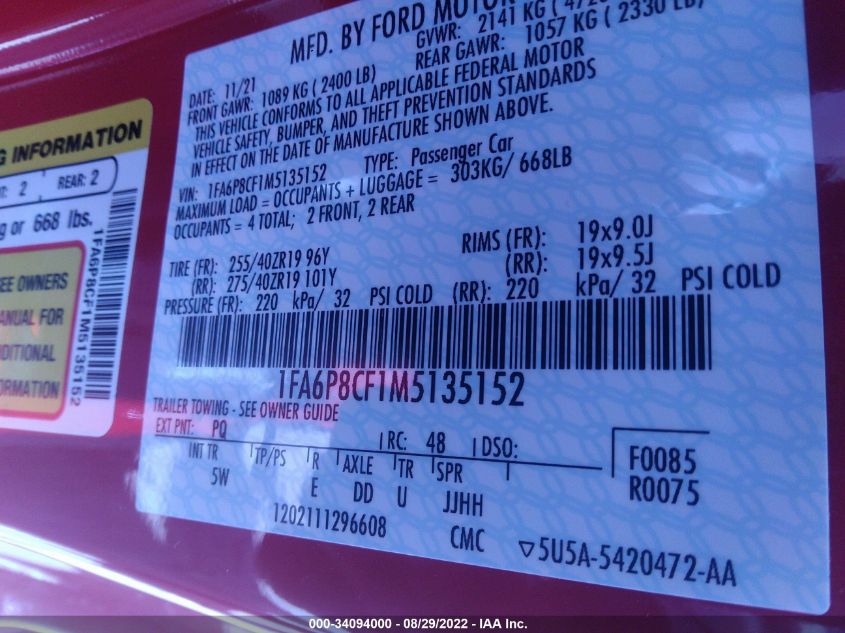 MFD. BY FORD MOTOR
GVWR: 2141 KG
DATE: 11/21
REAR GAWR: 1057 KG ( 2330 LB)
FRONT GAWR: 1089 KG ( 2400 LB)
THIS VEHICLE CONFORMS TO ALL APPLICABLE FEDERAL MOTOR
VEHICLE SAFETY, BUMPER, AND THEFT PREVENTION STANDARDS
IN EFFECT ON THE DATE OF MANUFACTURE SHOWN ABOVE.
VIN: 1FA6P8CF1M5135152 TYPE: Passenger Car
MAXIMUM LOAD = OCCUPANTS + LUGGAGE = 303KG/ 668LB
OCCUPANTS = 4 TOTAL; 2 FRONT, 2 REAR
TIRE (FR): 255/40ZR19 96Y RIMS (FR): 19x9.0J
(RR): 275/40ZR19 101Y (RR): 19x9.5J
PRESSURE (FR): 220 kPa/ 32 PSI COLD (RR): 220 kPa/ 32 PSI COLD
1FA6P8CF1M5135152
TRAILER TOWING - SEE OWNER GUIDE
EXT PNT: PQ RC: 48 DSO:
INT TR TP/PS R AXLE TR SPR
5W E DD U JJHH
F0085
R0075
1202111296608 CMC ▽5U5A-5420472-AA
INFORMATION
2 REAR: 2
or 668 lbs.
SEE OWNERS
MANUAL FOR
1FA6P8CF1M5135152
000-34094000 - 08/29/2022 - IAA Inc.